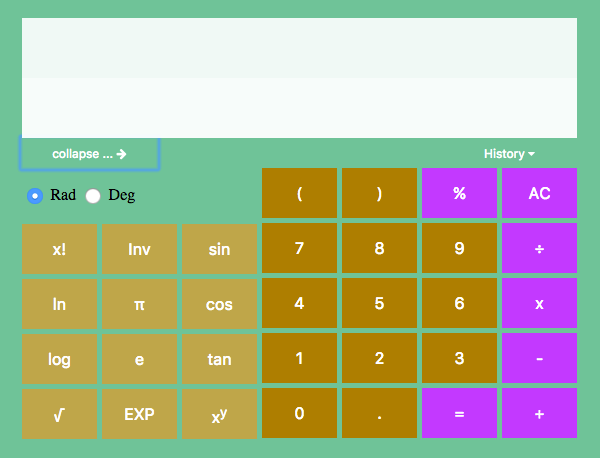 collapse ... → History
Rad Deg ( ) % AC
x! Inv sin 7 8 9 ÷
ln π cos 4 5 6 x
log e tan 1 2 3 -
√ EXP xʸ 0 . = +